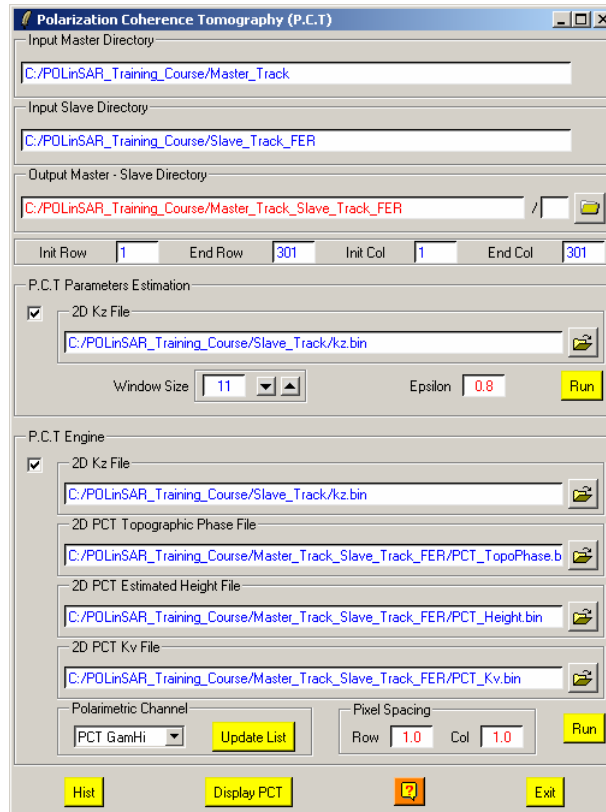 Polarization Coherence Tomography (P.C.T)
Input Master Directory
C:/POLinSAR_Training_Course/Master_Track
Input Slave Directory
C:/POLinSAR_Training_Course/Slave_Track_FER
Output Master - Slave Directory
C:/POLinSAR_Training_Course/Master_Track_Slave_Track_FER /
Init Row 1 End Row 301 Init Col 1 End Col 301
P.C.T Parameters Estimation
2D Kz File
C:/POLinSAR_Training_Course/Slave_Track/kz.bin
Window Size 11 Epsilon 0.8 Run
P.C.T Engine
2D Kz File
C:/POLinSAR_Training_Course/Slave_Track/kz.bin
2D PCT Topographic Phase File
C:/POLinSAR_Training_Course/Master_Track_Slave_Track_FER/PCT_TopoPhase.b
2D PCT Estimated Height File
C:/POLinSAR_Training_Course/Master_Track_Slave_Track_FER/PCT_Height.bin
2D PCT Kv File
C:/POLinSAR_Training_Course/Master_Track_Slave_Track_FER/PCT_Kv.bin
Polarimetric Channel Pixel Spacing
PCT GamHi Update List Row 1.0 Col 1.0 Run
Hist Display PCT ? Exit